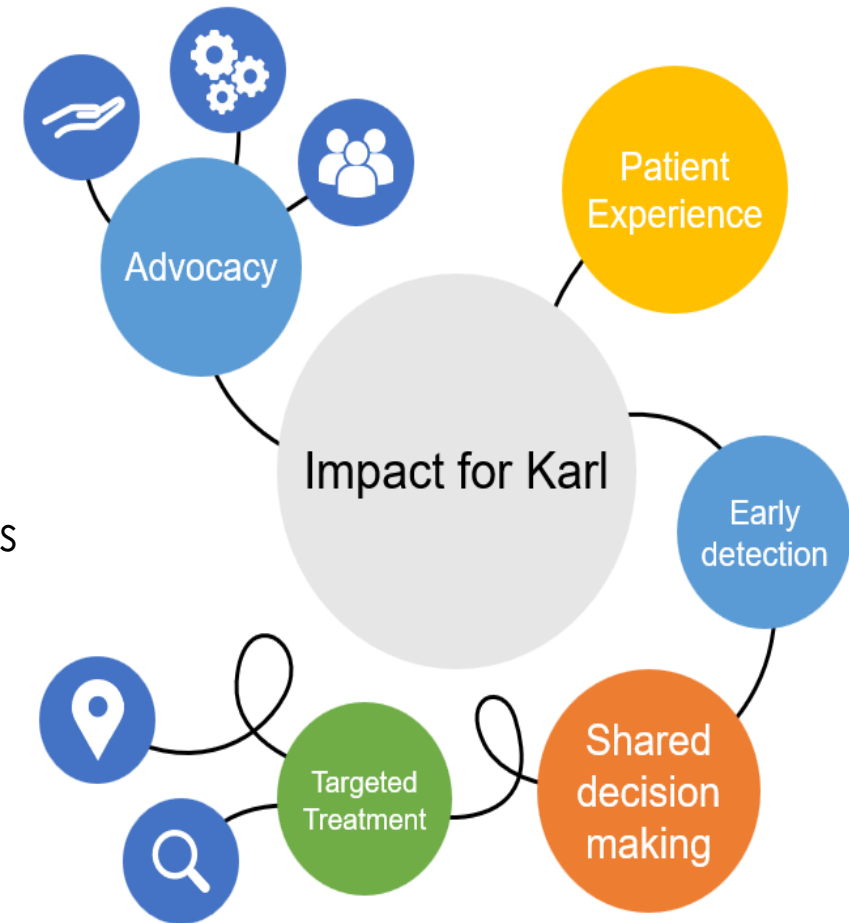 Patient
Experience
Advocacy
Impact for Karl
Early
detection
s
Shared
decision
making
Targeted
Treatment